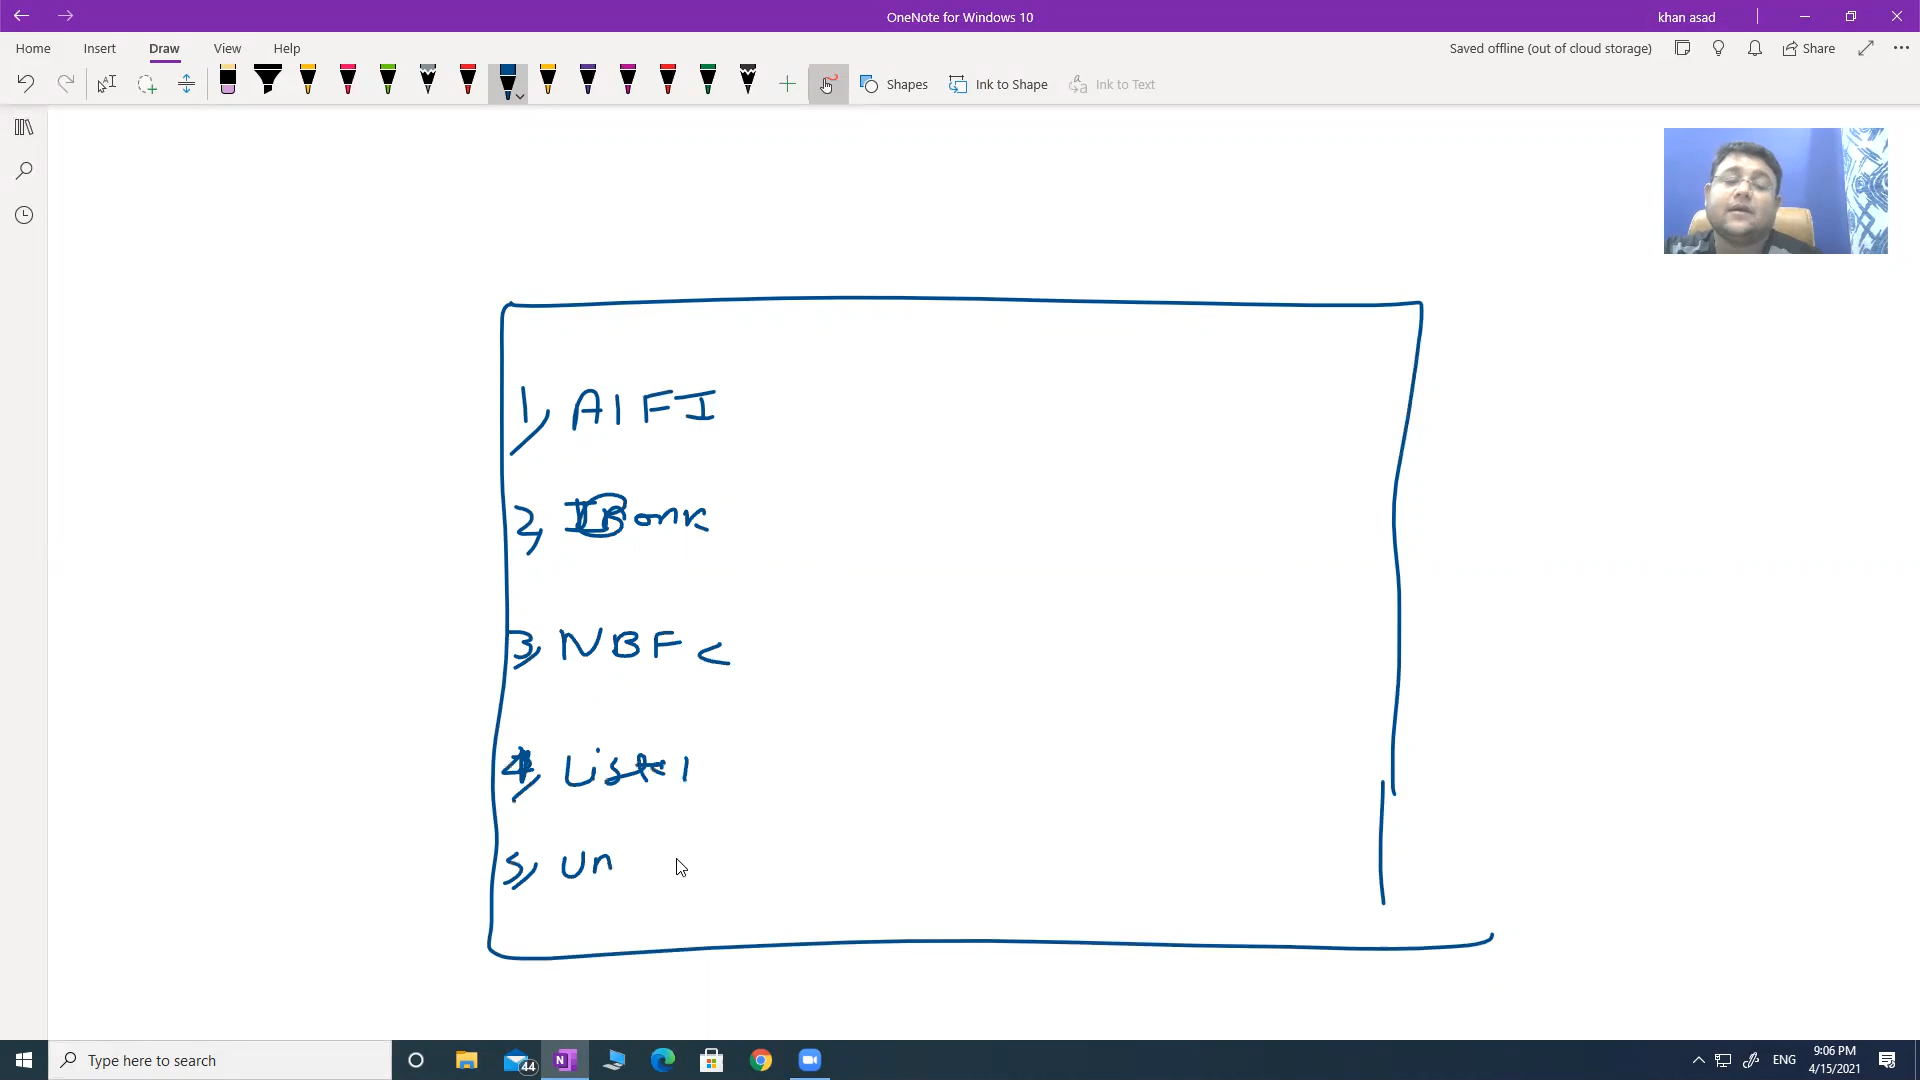 OneNote for Windows 10
khan asad
Home Insert Draw View Help
Saved offline (out of cloud storage)
Share
Shapes
Ink to Shape
Ink to Text
1, AIFI
2, Bank
3, NBFC
4, Liste
5, un
Type here to search
44
ENG
9:06 PM
4/15/2021